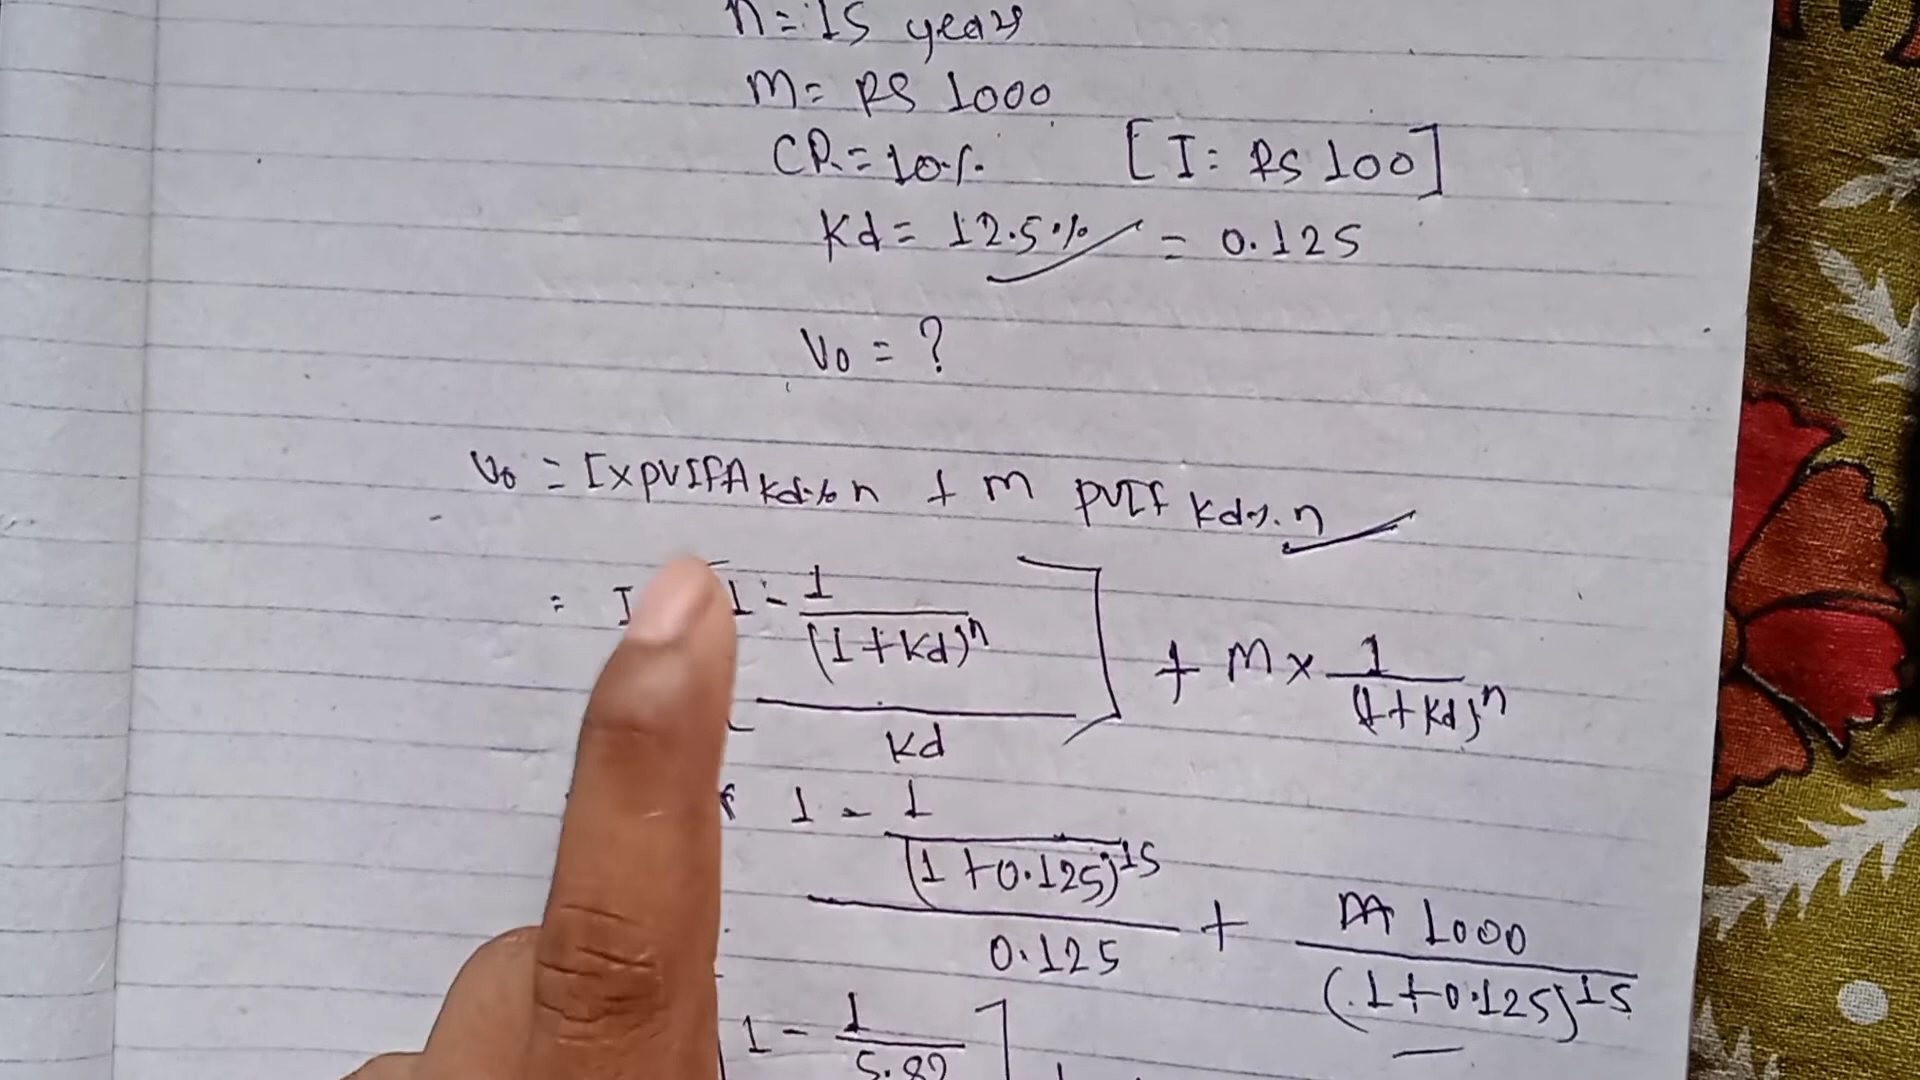 n = 15 years
M = RS 1000
CR = 10% [I: RS 100]
Kd = 12.5% = 0.125
V0 = ?
V0 = I x PVIFA Kd% n + M PVIF Kd%. n
= I [1 - 1 / (1 + Kd)^n / Kd] + M x 1 / (1 + Kd)^n
1 - 1 / (1 + 0.125)^15 / 0.125 + 1000 / (1 + 0.125)^15
1 - 1 / 5.82